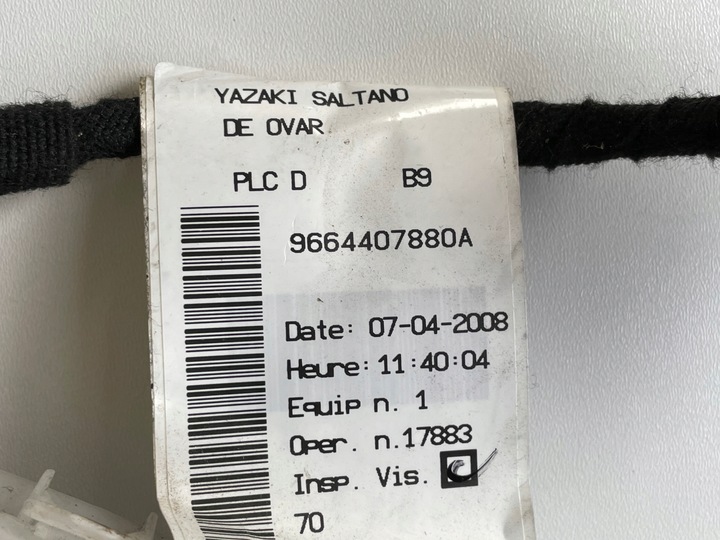 YAZAKI SALTANO
DE OVAR
PLC D B9
9664407880A
Date: 07-04-2008
Heure: 11:40:04
Equip n. 1
Oper. n.17883
Insp. Vis.
70